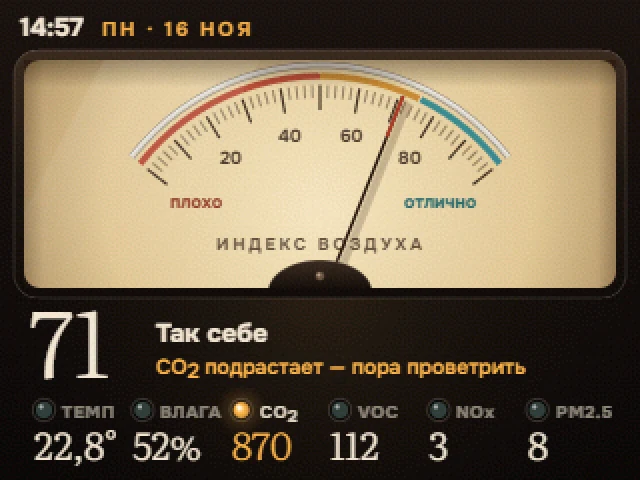 14:57 ПН · 16 НОЯ
20 40 60 80
ПЛОХО ОТЛИЧНО
ИНДЕКС ВОЗДУХА
71 Так себе
CO2 подрастает — пора проветрить
ТЕМП ВЛАГА CO2 VOC NOx PM2.5
22,8° 52% 870 112 3 8